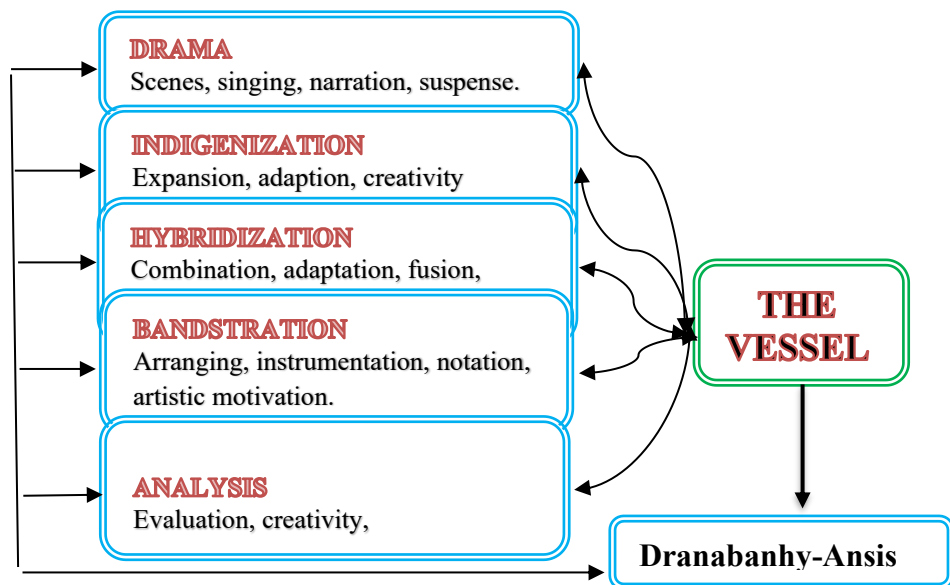 DRAMA
Scenes, singing, narration, suspense.
INDIGENIZATION
Expansion, adaption, creativity
HYBRIDIZATION
Combination, adaptation, fusion,
BANDSTRATION
Arranging, instrumentation, notation,
artistic motivation.
ANALYSIS
Evaluation, creativity,
THE
VESSEL
Dranabanhy-Ansis